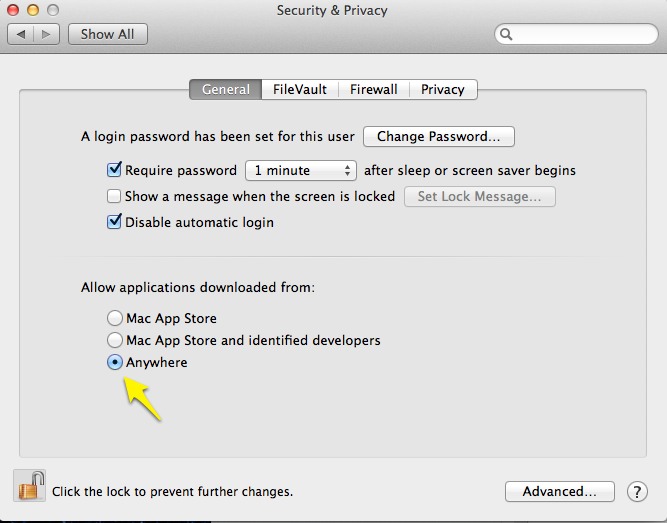 Security & Privacy
Show All
General FileVault Firewall Privacy
A login password has been set for this user Change Password...
Require password 1 minute after sleep or screen saver begins
Show a message when the screen is locked Set Lock Message...
Disable automatic login
Allow applications downloaded from:
Mac App Store
Mac App Store and identified developers
Anywhere
Click the lock to prevent further changes. Advanced... ?